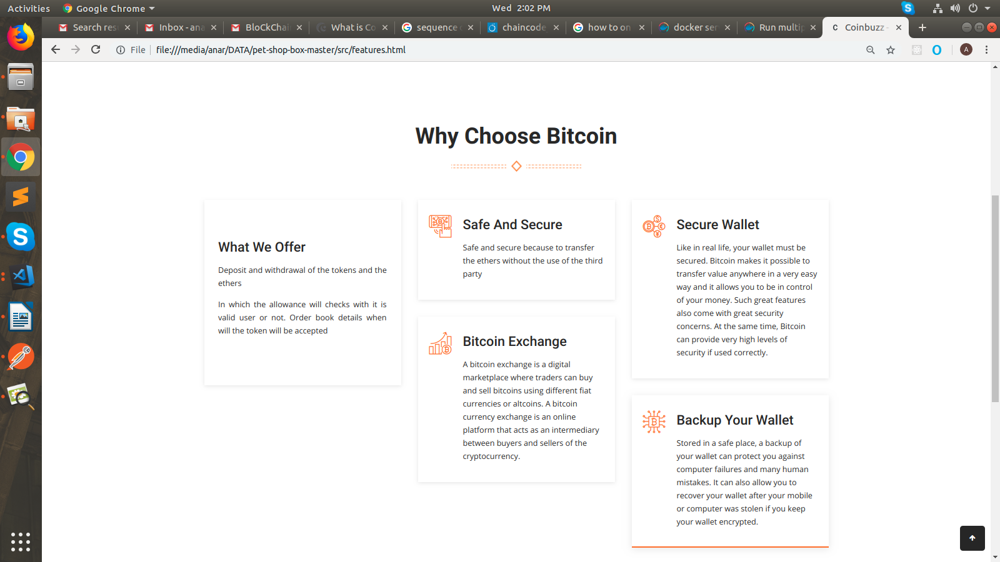 Activities
Google Chrome
Wed 2:02 PM
Search res
Inbox - ana
BloCkChai
What is Co
sequence
chaincode
how to on
docker ser
Run multip
Coinbuzz -
File
file:///media/anar/DATA/pet-shop-box-master/src/features.html
A
Why Choose Bitcoin
What We Offer
Deposit and withdrawal of the tokens and the
ethers
In which the allowance will checks with it is
valid user or not. Order book details when
will the token will be accepted
Safe And Secure
Safe and secure because to transfer
the ethers without the use of the third
party
Bitcoin Exchange
A bitcoin exchange is a digital
marketplace where traders can buy
and sell bitcoins using different fiat
currencies or altcoins. A bitcoin
currency exchange is an online
platform that acts as an intermediary
between buyers and sellers of the
cryptocurrency.
Secure Wallet
Like in real life, your wallet must be
secured. Bitcoin makes it possible to
transfer value anywhere in a very easy
way and it allows you to be in control
of your money. Such great features
also come with great security
concerns. At the same time, Bitcoin
can provide very high levels of
security if used correctly.
Backup Your Wallet
Stored in a safe place, a backup of
your wallet can protect you against
computer failures and many human
mistakes. It can also allow you to
recover your wallet after your mobile
or computer was stolen if you keep
your wallet encrypted.